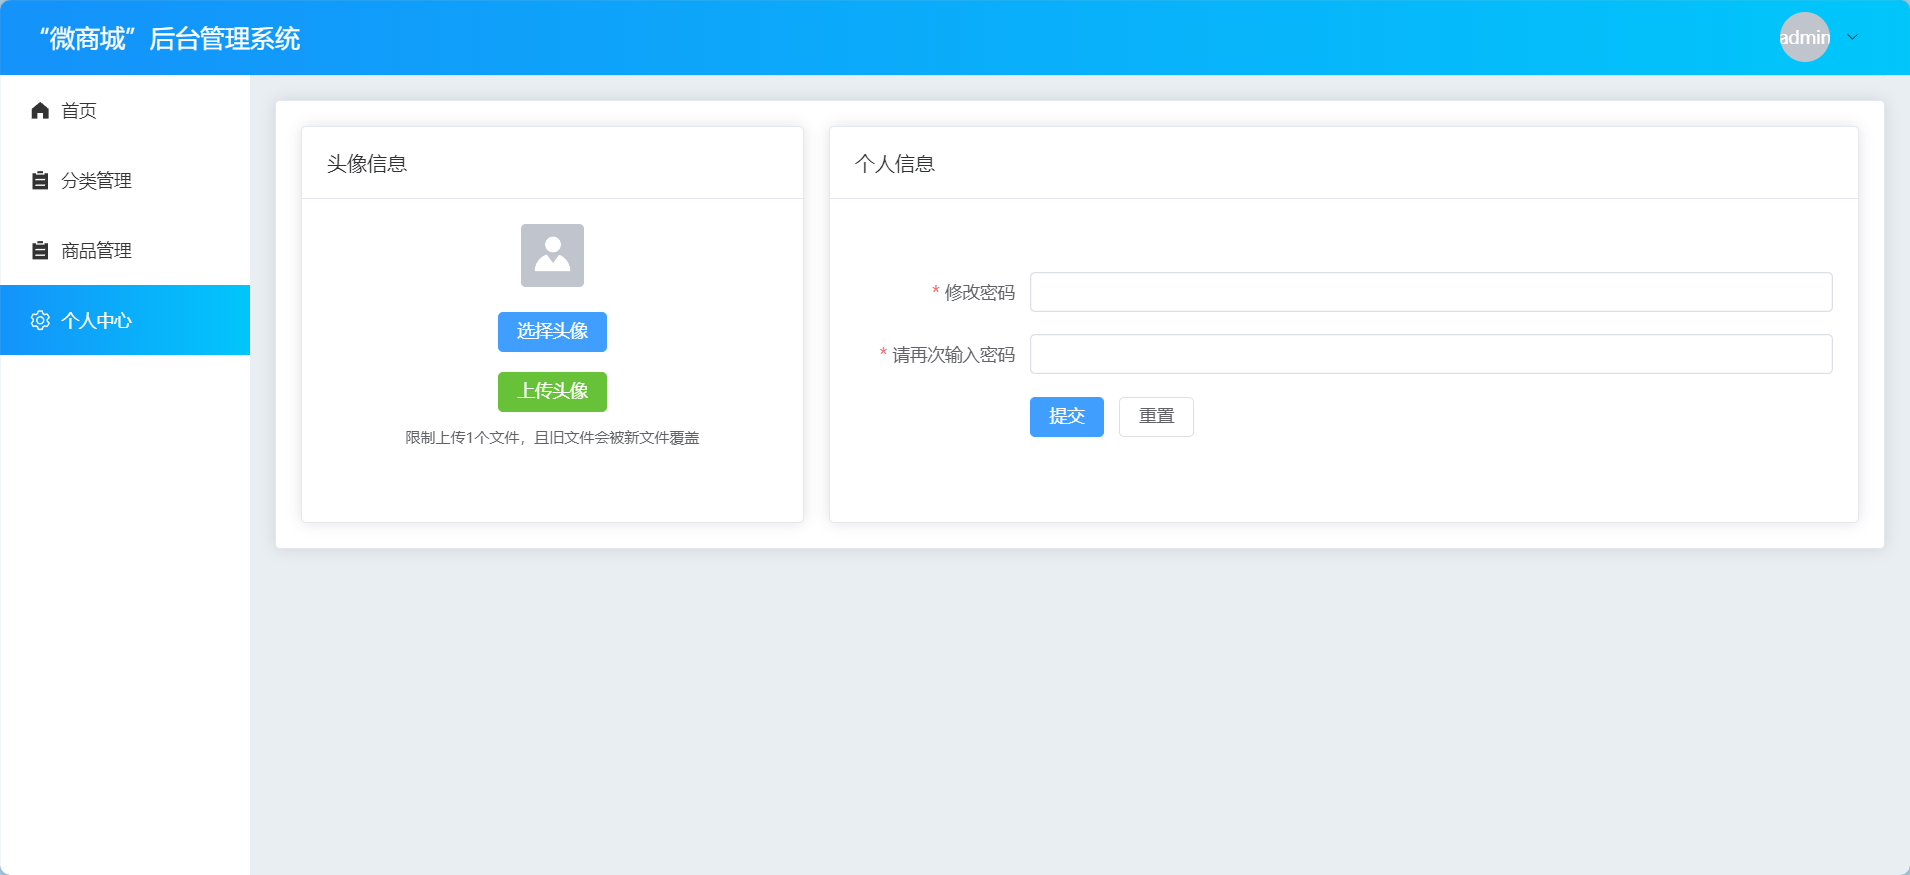 “微商城”后台管理系统
admin
首页
分类管理
商品管理
个人中心
头像信息
选择头像
上传头像
限制上传1个文件，且旧文件会被新文件覆盖
个人信息
* 修改密码
* 请再次输入密码
提交 重置